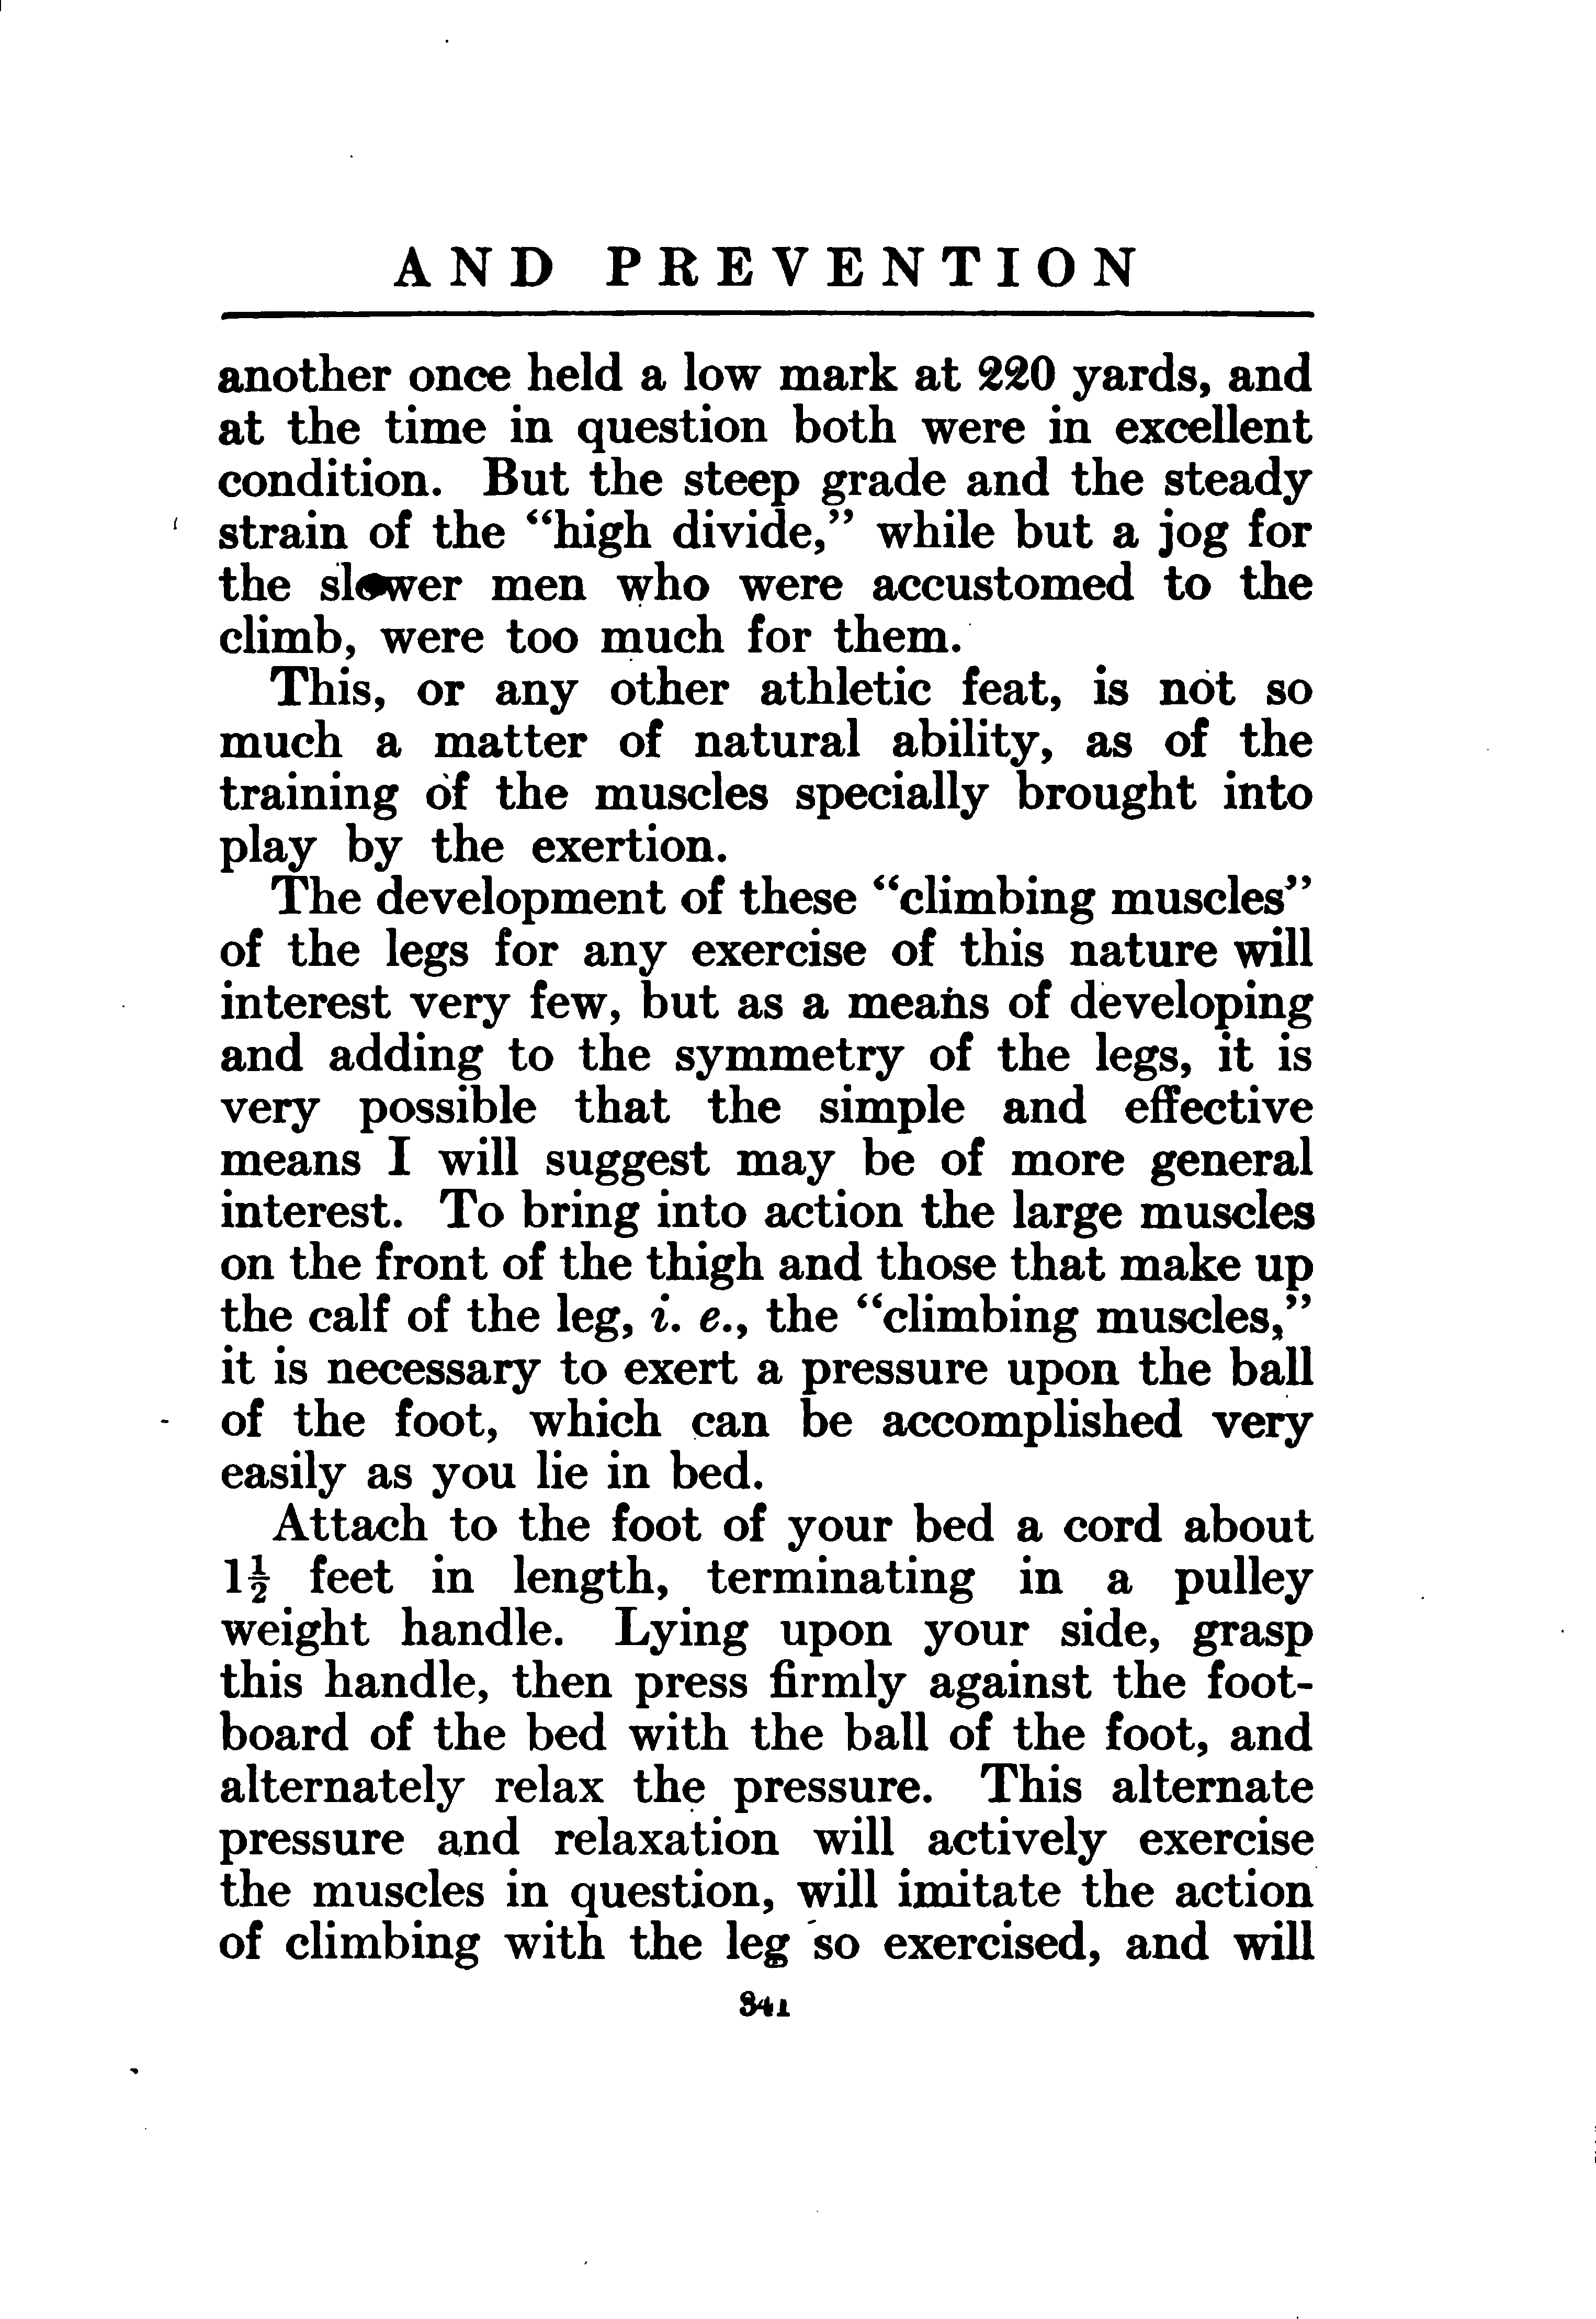 AND PREVENTION
another once held a low mark at 220 yards, and
at the time in question both were in excellent
condition. But the steep grade and the steady
strain of the “high divide,” while but a jog for
the slower men who were accustomed to the
climb, were too much for them.
This, or any other athletic feat, is not so
much a matter of natural ability, as of the
training of the muscles specially brought into
play by the exertion.
The development of these “climbing muscles”
of the legs for any exercise of this nature will
interest very few, but as a means of developing
and adding to the symmetry of the legs, it is
very possible that the simple and effective
means I will suggest may be of more general
interest. To bring into action the large muscles
on the front of the thigh and those that make up
the calf of the leg, i. e., the “climbing muscles,”
it is necessary to exert a pressure upon the ball
of the foot, which can be accomplished very
easily as you lie in bed.
Attach to the foot of your bed a cord about
1½ feet in length, terminating in a pulley
weight handle. Lying upon your side, grasp
this handle, then press firmly against the foot-
board of the bed with the ball of the foot, and
alternately relax the pressure. This alternate
pressure and relaxation will actively exercise
the muscles in question, will imitate the action
of climbing with the leg so exercised, and will
341